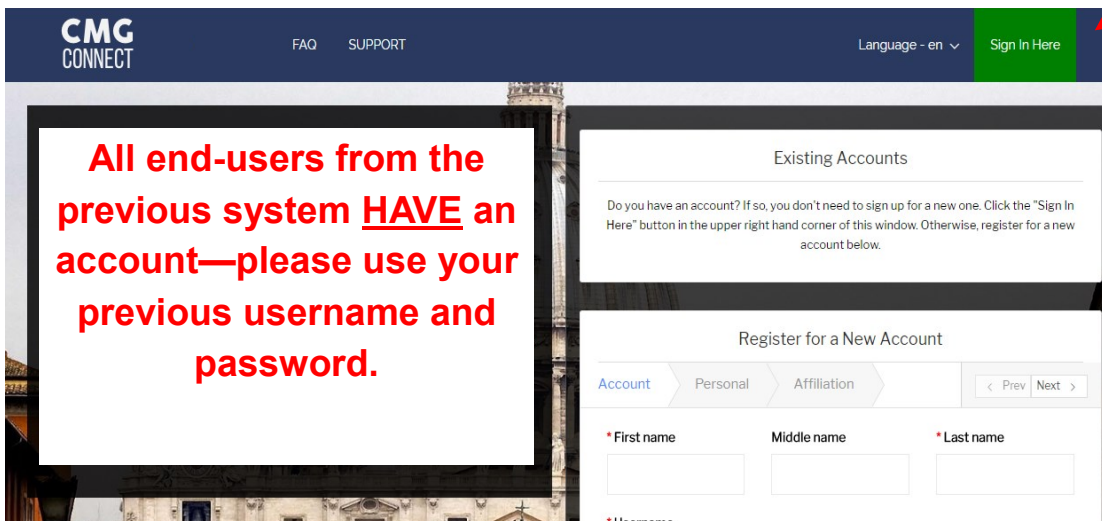 CMG
CONNECT
FAQ
SUPPORT
Language - en
Sign In Here
All end-users from the
previous system HAVE an
account—please use your
previous username and
password.
Existing Accounts
Do you have an account? If so, you don't need to sign up for a new one. Click the "Sign In
Here" button in the upper right hand corner of this window. Otherwise, register for a new
account below.
Register for a New Account
Account
Personal
Affiliation
< Prev
Next >
* First name
Middle name
* Last name
* Username